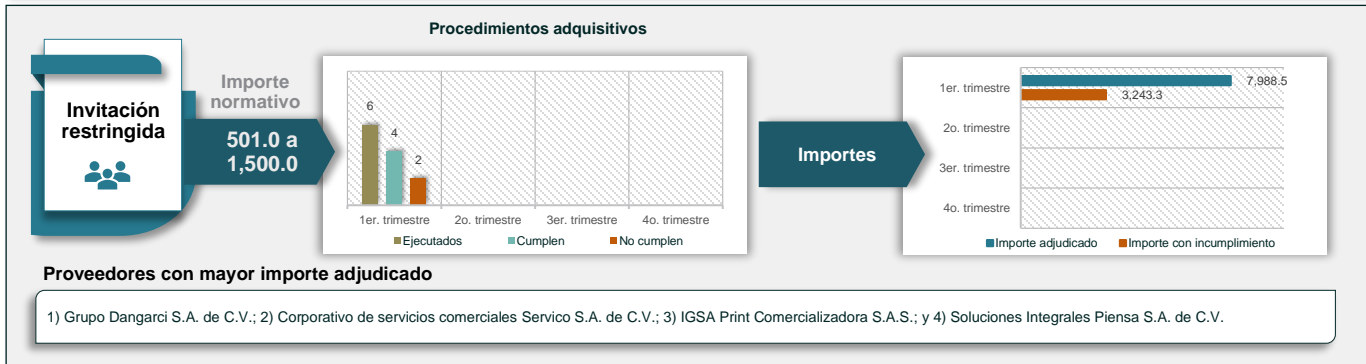 Procedimientos adquisitivos
Invitación
restringida
Importe
normativo
501.0 a
1,500.0
6
4
2
1er. trimestre 2o. trimestre 3er. trimestre 4o. trimestre
Ejecutados Cumplen No cumplen
Importes
1er. trimestre
2o. trimestre
3er. trimestre
4o. trimestre
7,988.5
3,243.3
Importe adjudicado Importe con incumplimiento
Proveedores con mayor importe adjudicado
1) Grupo Dangarci S.A. de C.V.; 2) Corporativo de servicios comerciales Servico S.A. de C.V.; 3) IGSA Print Comercializadora S.A.S.; y 4) Soluciones Integrales Piensa S.A. de C.V.